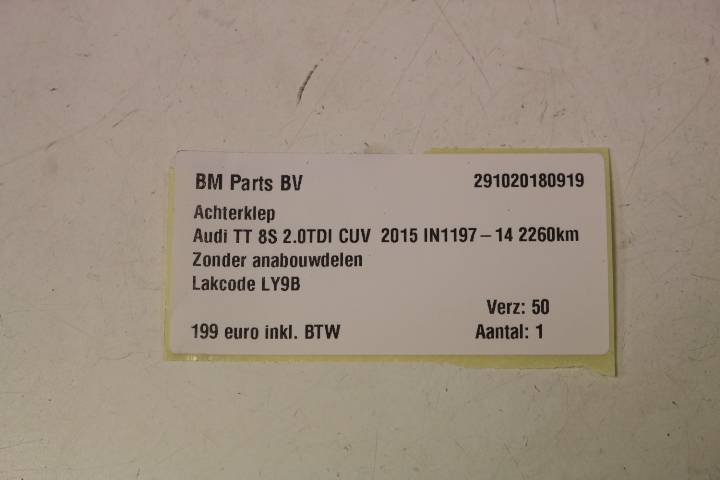 BM Parts BV 291020180919
Achterklep
Audi TT 8S 2.0TDI CUV 2015 IN1197 – 14 2260km
Zonder anabouwdelen
Lakcode LY9B
Verz: 50
199 euro inkl. BTW Aantal: 1